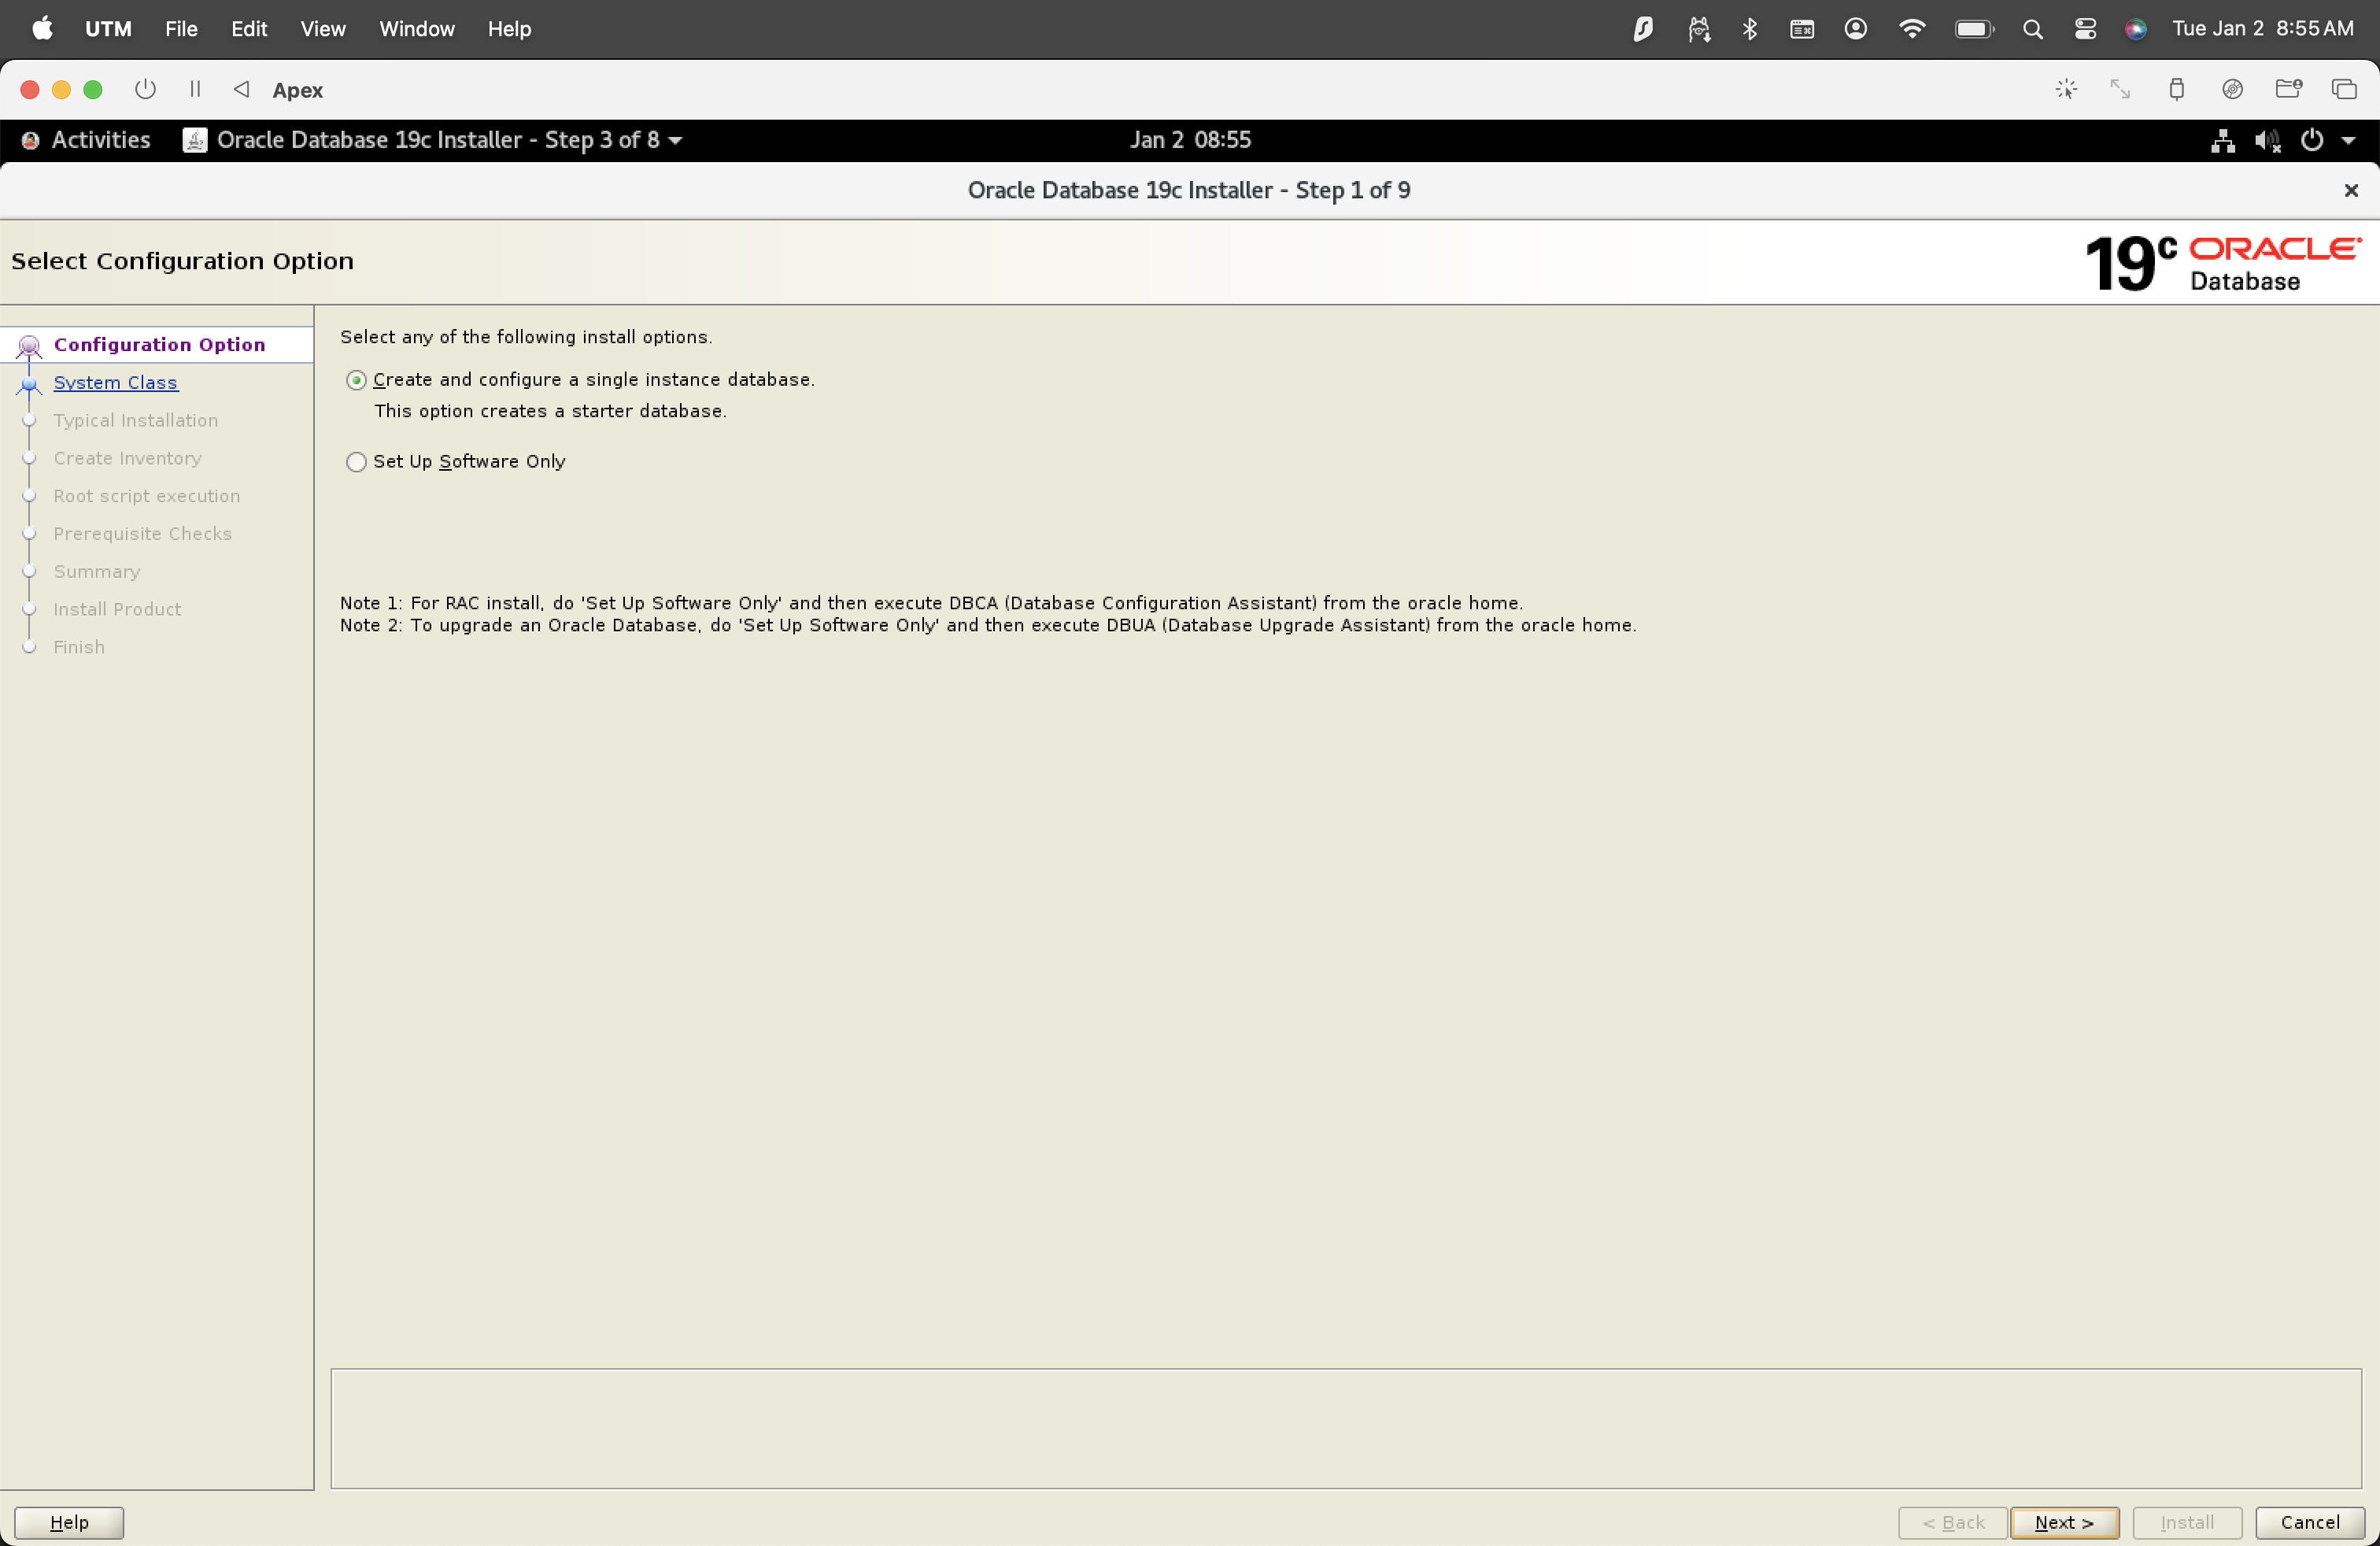 UTM File Edit View Window Help Tue Jan 2 8:55 AM
Apex
Activities Oracle Database 19c Installer - Step 3 of 8 Jan 2 08:55
Oracle Database 19c Installer - Step 1 of 9
Select Configuration Option
19c ORACLE
Database
Configuration Option
System Class
Typical Installation
Create Inventory
Root script execution
Prerequisite Checks
Summary
Install Product
Finish
Select any of the following install options.
Create and configure a single instance database.
This option creates a starter database.
Set Up Software Only
Note 1: For RAC install, do 'Set Up Software Only' and then execute DBCA (Database Configuration Assistant) from the oracle home.
Note 2: To upgrade an Oracle Database, do 'Set Up Software Only' and then execute DBUA (Database Upgrade Assistant) from the oracle home.
Help < Back Next > Install Cancel